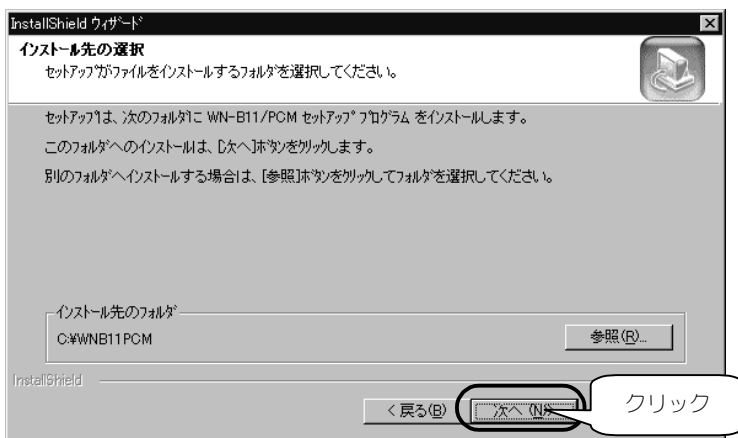 InstallShield ウィザード
インストール先の選択
セットアップがファイルをインストールするフォルダを選択してください。
セットアップは、次のフォルダに WN-B11/PCM セットアップ プログラム をインストールします。
このフォルダへのインストールは、[次へ]ボタンをクリックします。
別のフォルダへインストールする場合は、[参照]ボタンをクリックしてフォルダを選択してください。
インストール先のフォルダ
C:¥WNB11PCM
参照(R)...
InstallShield
< 戻る(B)
次へ (N)>
クリック